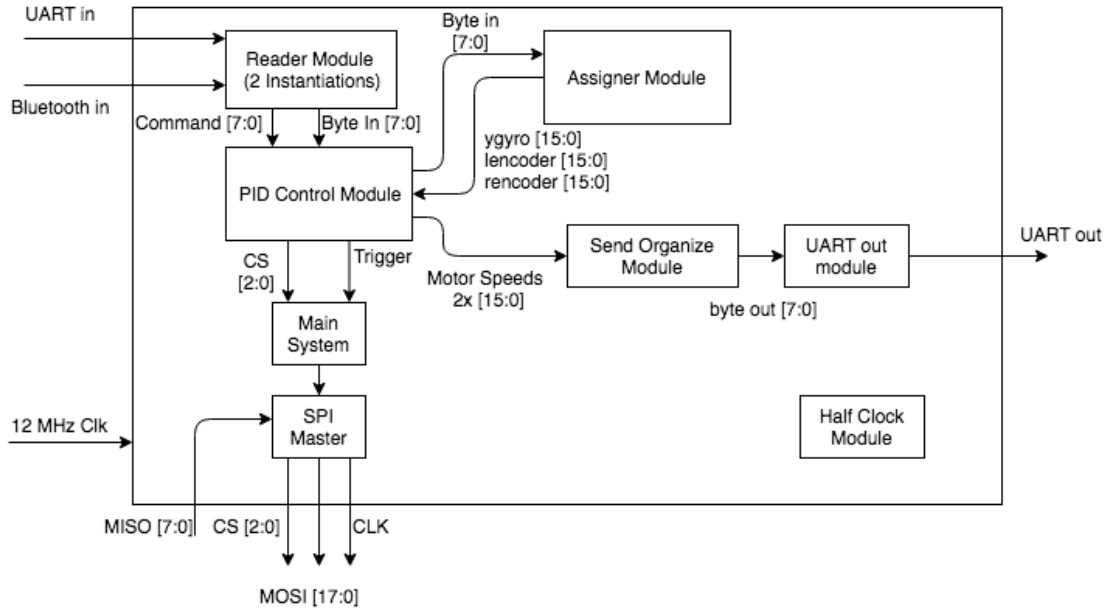 UART in
Bluetooth in
Reader Module
(2 Instantiations)
Byte in
[7:0]
Assigner Module
Command [7:0]
Byte In [7:0]
ygyro [15:0]
lencoder [15:0]
rencoder [15:0]
PID Control Module
CS
[2:0]
Trigger
Motor Speeds
2x [15:0]
Send Organize
Module
byte out [7:0]
UART out
module
UART out
Main
System
12 MHz Clk
SPI
Master
Half Clock
Module
MISO [7:0]
CS [2:0]
CLK
MOSI [17:0]